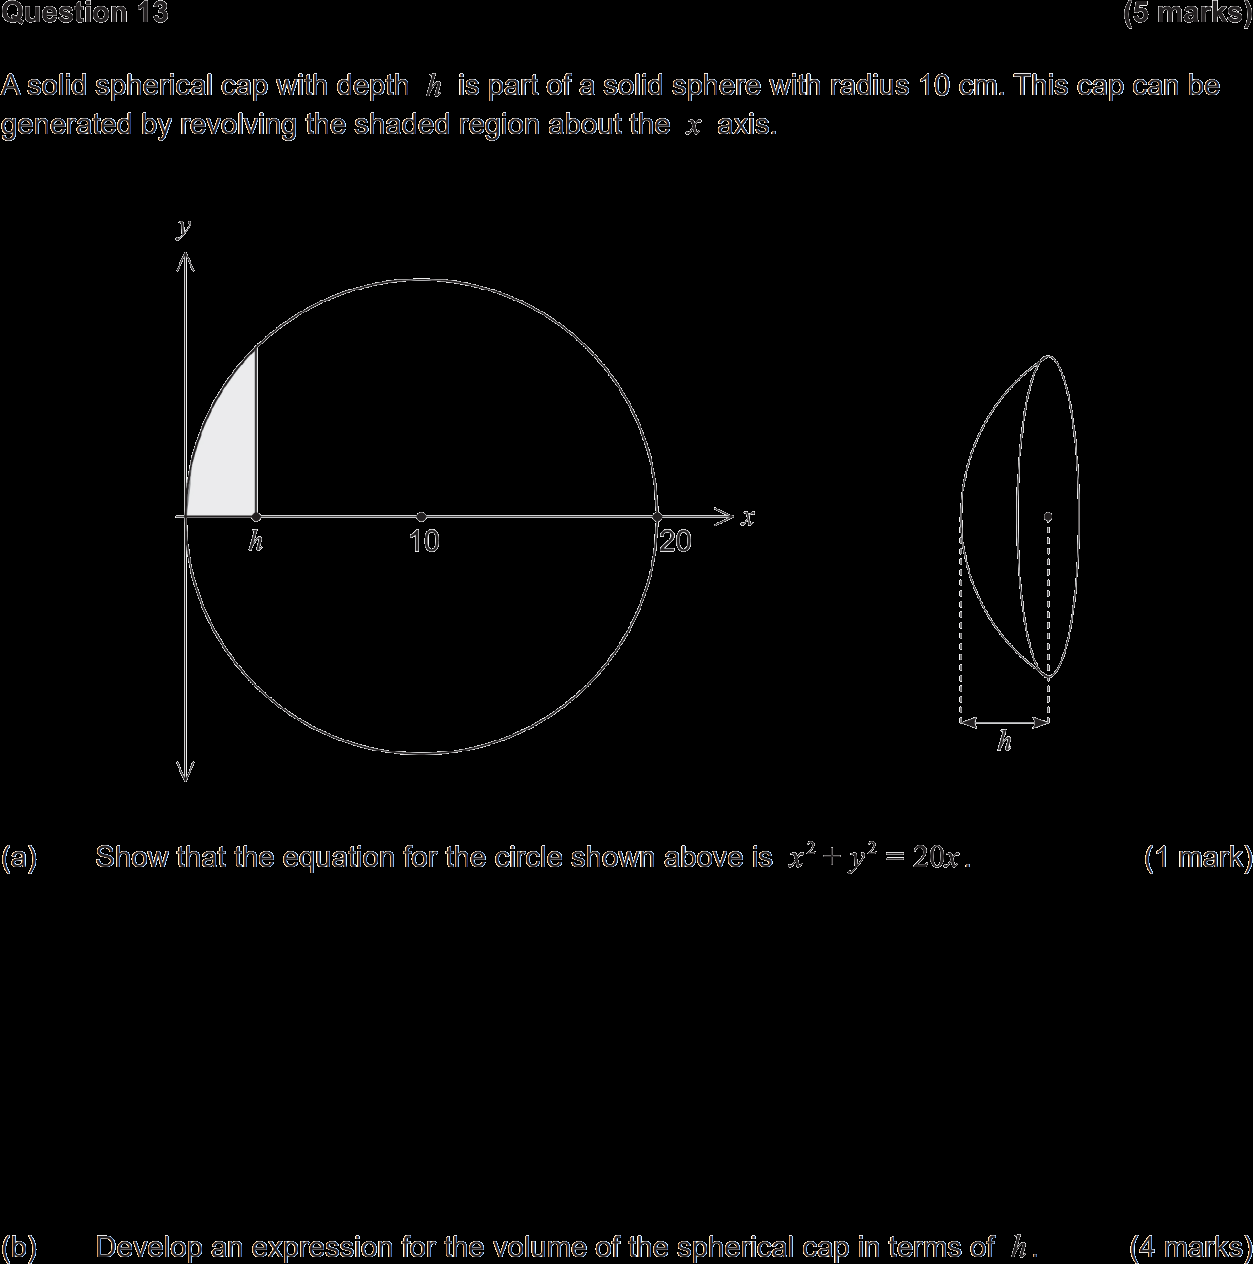 Question 13 (5 marks)
A solid spherical cap with depth h is part of a solid sphere with radius 10 cm. This cap can be
generated by revolving the shaded region about the x axis.
y
x
h 10 20
h
(a) Show that the equation for the circle shown above is x² + y² = 20x. (1 mark)
(b) Develop an expression for the volume of the spherical cap in terms of h. (4 marks)